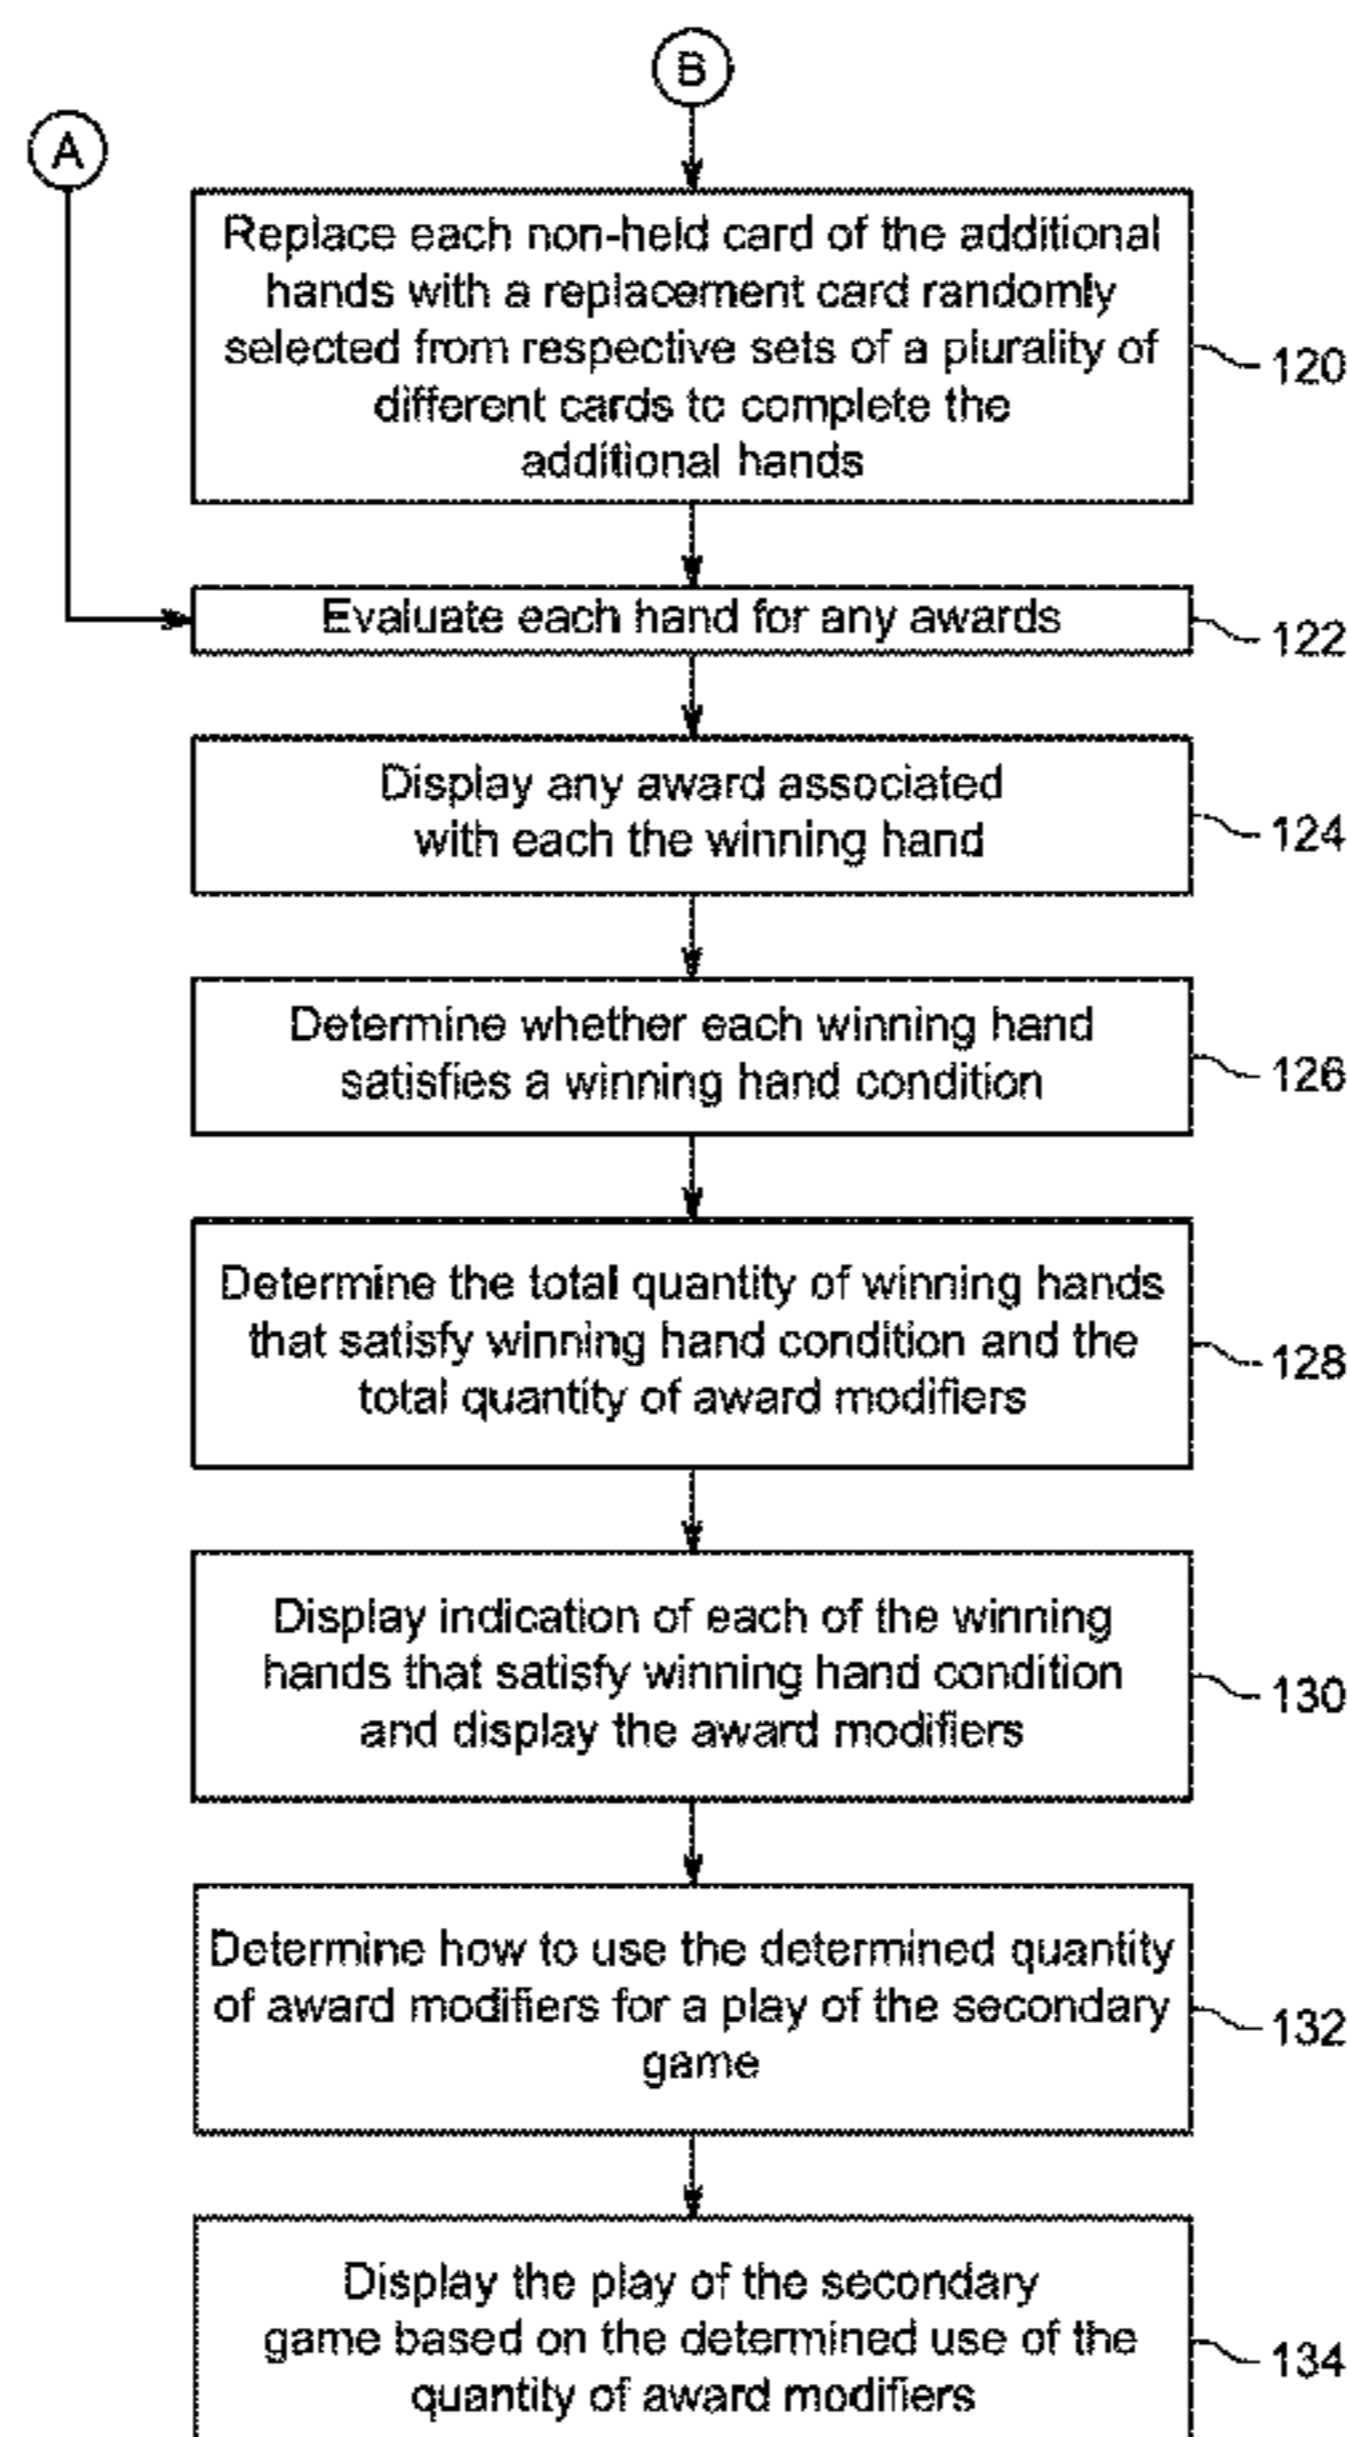 B
A
Replace each non-held card of the additional
hands with a replacement card randomly
selected from respective sets of a plurality of
different cards to complete the
additional hands
120
Evaluate each hand for any awards
122
Display any award associated
with each the winning hand
124
Determine whether each winning hand
satisfies a winning hand condition
126
Determine the total quantity of winning hands
that satisfy winning hand condition and the
total quantity of award modifiers
128
Display indication of each of the winning
hands that satisfy winning hand condition
and display the award modifiers
130
Determine how to use the determined quantity
of award modifiers for a play of the secondary
game
132
Display the play of the secondary
game based on the determined use of the
quantity of award modifiers
134